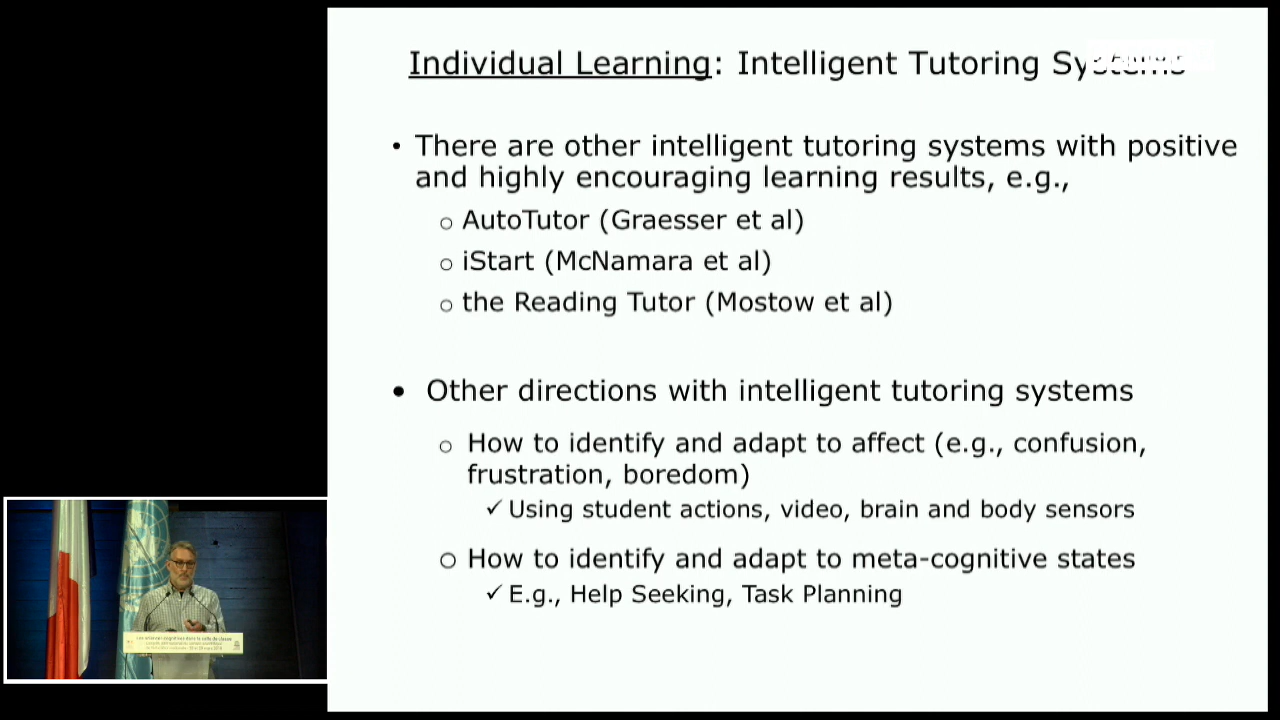 Individual Learning: Intelligent Tutoring Systems
• There are other intelligent tutoring systems with positive
and highly encouraging learning results, e.g.,
○ AutoTutor (Graesser et al)
○ iStart (McNamara et al)
○ the Reading Tutor (Mostow et al)
• Other directions with intelligent tutoring systems
○ How to identify and adapt to affect (e.g., confusion,
frustration, boredom)
✓ Using student actions, video, brain and body sensors
○ How to identify and adapt to meta-cognitive states
✓ E.g., Help Seeking, Task Planning